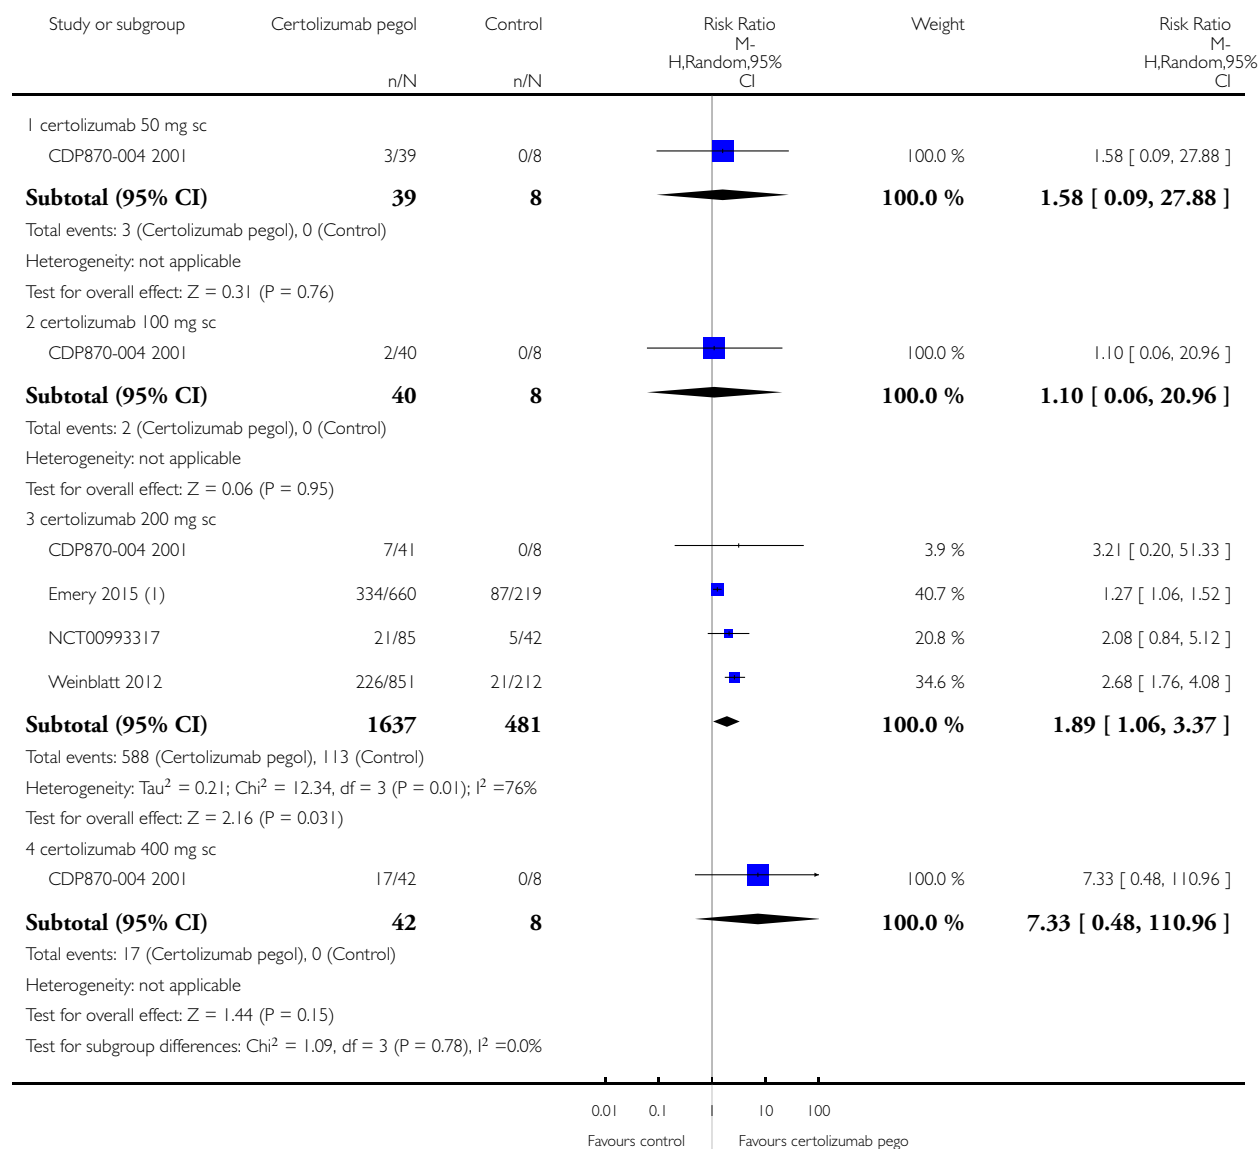 Study or subgroup Certolizumab pegol Control Risk Ratio Weight Risk Ratio
M- M-
H,Random,95% H,Random,95%
n/N n/N CI CI
1 certolizumab 50 mg sc
CDP870-004 2001 3/39 0/8 100.0 % 1.58 [ 0.09, 27.88 ]
Subtotal (95% CI) 39 8 100.0 % 1.58 [ 0.09, 27.88 ]
Total events: 3 (Certolizumab pegol), 0 (Control)
Heterogeneity: not applicable
Test for overall effect: Z = 0.31 (P = 0.76)
2 certolizumab 100 mg sc
CDP870-004 2001 2/40 0/8 100.0 % 1.10 [ 0.06, 20.96 ]
Subtotal (95% CI) 40 8 100.0 % 1.10 [ 0.06, 20.96 ]
Total events: 2 (Certolizumab pegol), 0 (Control)
Heterogeneity: not applicable
Test for overall effect: Z = 0.06 (P = 0.95)
3 certolizumab 200 mg sc
CDP870-004 2001 7/41 0/8 3.9 % 3.21 [ 0.20, 51.33 ]
Emery 2015 (1) 334/660 87/219 40.7 % 1.27 [ 1.06, 1.52 ]
NCT00993317 21/85 5/42 20.8 % 2.08 [ 0.84, 5.12 ]
Weinblatt 2012 226/851 21/212 34.6 % 2.68 [ 1.76, 4.08 ]
Subtotal (95% CI) 1637 481 100.0 % 1.89 [ 1.06, 3.37 ]
Total events: 588 (Certolizumab pegol), 113 (Control)
Heterogeneity: Tau² = 0.21; Chi² = 12.34, df = 3 (P = 0.01); I² =76%
Test for overall effect: Z = 2.16 (P = 0.031)
4 certolizumab 400 mg sc
CDP870-004 2001 17/42 0/8 100.0 % 7.33 [ 0.48, 110.96 ]
Subtotal (95% CI) 42 8 100.0 % 7.33 [ 0.48, 110.96 ]
Total events: 17 (Certolizumab pegol), 0 (Control)
Heterogeneity: not applicable
Test for overall effect: Z = 1.44 (P = 0.15)
Test for subgroup differences: Chi² = 1.09, df = 3 (P = 0.78), I² =0.0%
0.01 0.1 1 10 100
Favours control Favours certolizumab pego